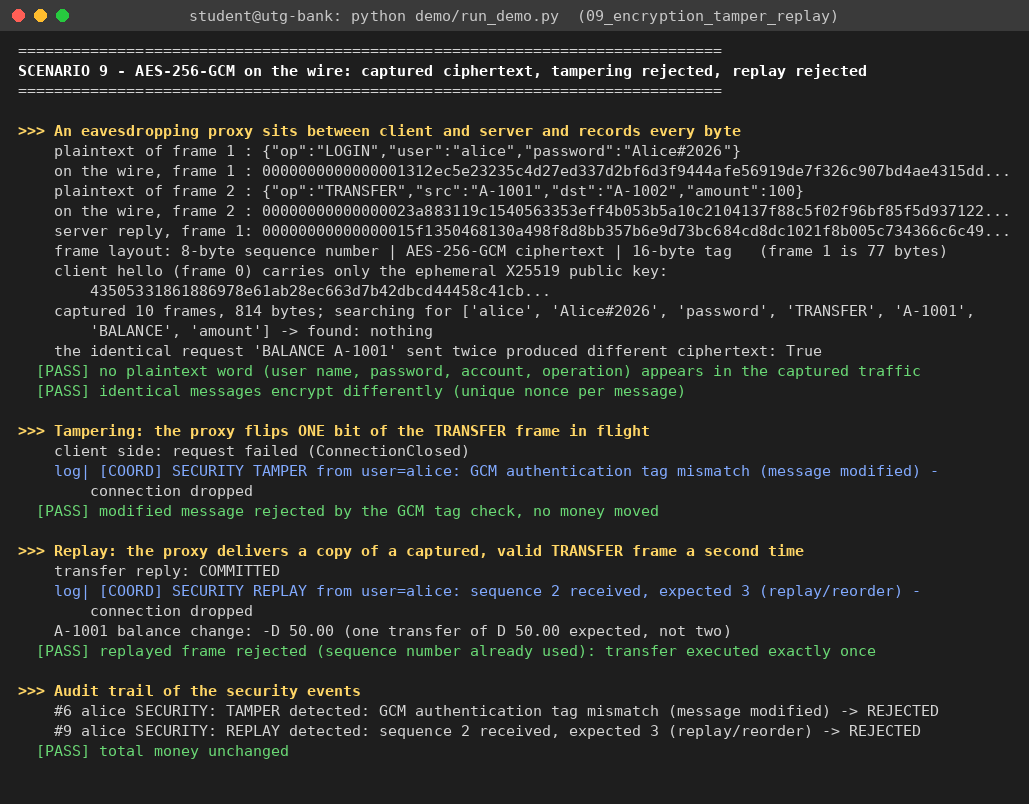 student@utg-bank: python demo/run_demo.py  (09_encryption_tamper_replay)
==============================================================================
SCENARIO 9 - AES-256-GCM on the wire: captured ciphertext, tampering rejected, replay rejected
==============================================================================
>>> An eavesdropping proxy sits between client and server and records every byte
    plaintext of frame 1 : {"op":"LOGIN","user":"alice","password":"Alice#2026"}
    on the wire, frame 1 : 0000000000000001312ec5e23235c4d27ed337d2bf6d3f9444afe56919de7f326c907bd4ae4315dd...
    plaintext of frame 2 : {"op":"TRANSFER","src":"A-1001","dst":"A-1002","amount":100}
    on the wire, frame 2 : 00000000000000023a883119c1540563353eff4b053b5a10c2104137f88c5f02f96bf85f5d937122...
    server reply, frame 1: 00000000000000015f1350468130a498f8d8bb357b6e9d73bc684cd8dc1021f8b005c734366c6c49...
    frame layout: 8-byte sequence number | AES-256-GCM ciphertext | 16-byte tag   (frame 1 is 77 bytes)
    client hello (frame 0) carries only the ephemeral X25519 public key:
        43505331861886978e61ab28ec663d7b42dbcd44458c41cb...
    captured 10 frames, 814 bytes; searching for ['alice', 'Alice#2026', 'password', 'TRANSFER', 'A-1001',
        'BALANCE', 'amount'] -> found: nothing
    the identical request 'BALANCE A-1001' sent twice produced different ciphertext: True
  [PASS] no plaintext word (user name, password, account, operation) appears in the captured traffic
  [PASS] identical messages encrypt differently (unique nonce per message)
>>> Tampering: the proxy flips ONE bit of the TRANSFER frame in flight
    client side: request failed (ConnectionClosed)
    log| [COORD] SECURITY TAMPER from user=alice: GCM authentication tag mismatch (message modified) -
        connection dropped
  [PASS] modified message rejected by the GCM tag check, no money moved
>>> Replay: the proxy delivers a copy of a captured, valid TRANSFER frame a second time
    transfer reply: COMMITTED
    log| [COORD] SECURITY REPLAY from user=alice: sequence 2 received, expected 3 (replay/reorder) -
        connection dropped
    A-1001 balance change: -D 50.00 (one transfer of D 50.00 expected, not two)
  [PASS] replayed frame rejected (sequence number already used): transfer executed exactly once
>>> Audit trail of the security events
    #6 alice SECURITY: TAMPER detected: GCM authentication tag mismatch (message modified) -> REJECTED
    #9 alice SECURITY: REPLAY detected: sequence 2 received, expected 3 (replay/reorder) -> REJECTED
  [PASS] total money unchanged